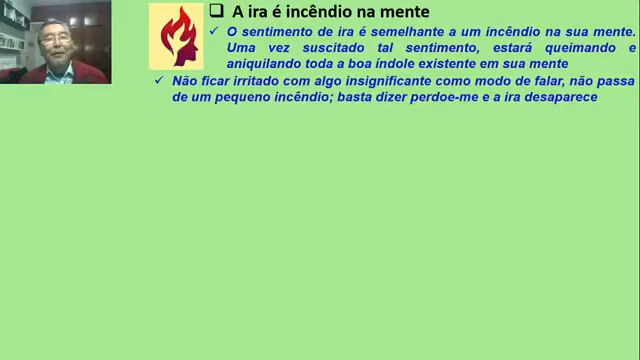 A ira é incêndio na mente
O sentimento de ira é semelhante a um incêndio na sua mente.
Uma vez suscitado tal sentimento, estará queimando e
aniquilando toda a boa índole existente em sua mente
Não ficar irritado com algo insignificante como modo de falar, não passa
de um pequeno incêndio; basta dizer perdoe-me e a ira desaparece